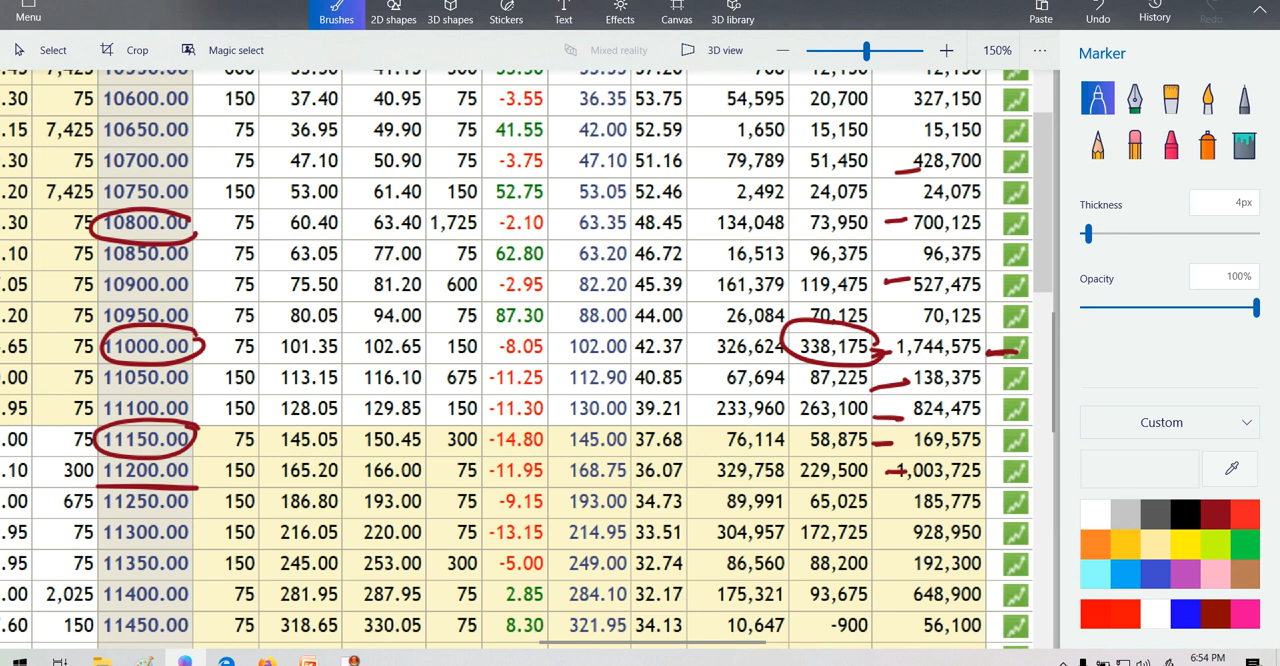 Menu Brushes 2D shapes 3D shapes Stickers Text Effects Canvas 3D library Paste Undo History Redo
Select Crop Magic select Mixed reality 3D view 150% ...
Marker
.30 75 10600.00 150 37.40 40.95 75 -3.55 36.35 53.75 54,595 20,700 327,150
.15 7,425 10650.00 75 36.95 49.90 75 41.55 42.00 52.59 1,650 15,150 15,150
.30 75 10700.00 75 47.10 50.90 75 -3.75 47.10 51.16 79,789 51,450 428,700
.20 7,425 10750.00 150 53.00 61.40 150 52.75 53.05 52.46 2,492 24,075 24,075
Thickness 4px
.30 75 10800.00 75 60.40 63.40 1,725 -2.10 63.35 48.45 134,048 73,950 700,125
.10 75 10850.00 75 63.05 77.00 75 62.80 63.20 46.72 16,513 96,375 96,375
Opacity 100%
.05 75 10900.00 75 75.50 81.20 600 -2.95 82.20 45.39 161,379 119,475 527,475
.20 75 10950.00 75 80.05 94.00 75 87.30 88.00 44.00 26,084 70,125 70,125
.65 75 11000.00 75 101.35 102.65 150 -8.05 102.00 42.37 326,624 338,175 1,744,575
.00 75 11050.00 150 113.15 116.10 675 -11.25 112.90 40.85 67,694 87,225 138,375
.95 75 11100.00 150 128.05 129.85 150 -11.30 130.00 39.21 233,960 263,100 824,475
Custom
.00 75 11150.00 75 145.05 150.45 300 -14.80 145.00 37.68 76,114 58,875 169,575
.10 300 11200.00 150 165.20 166.00 75 -11.95 168.75 36.07 329,758 229,500 1,003,725
.00 675 11250.00 150 186.80 193.00 75 -9.15 193.00 34.73 89,991 65,025 185,775
.95 75 11300.00 150 216.05 220.00 75 -13.15 214.95 33.51 304,957 172,725 928,950
.95 75 11350.00 150 245.00 253.00 300 -5.00 249.00 32.74 86,560 88,200 192,300
.00 2,025 11400.00 75 281.95 287.95 75 2.85 284.10 32.17 175,321 93,675 648,900
.60 150 11450.00 75 318.65 330.05 75 8.30 321.95 34.13 10,647 -900 56,100
6:54 PM